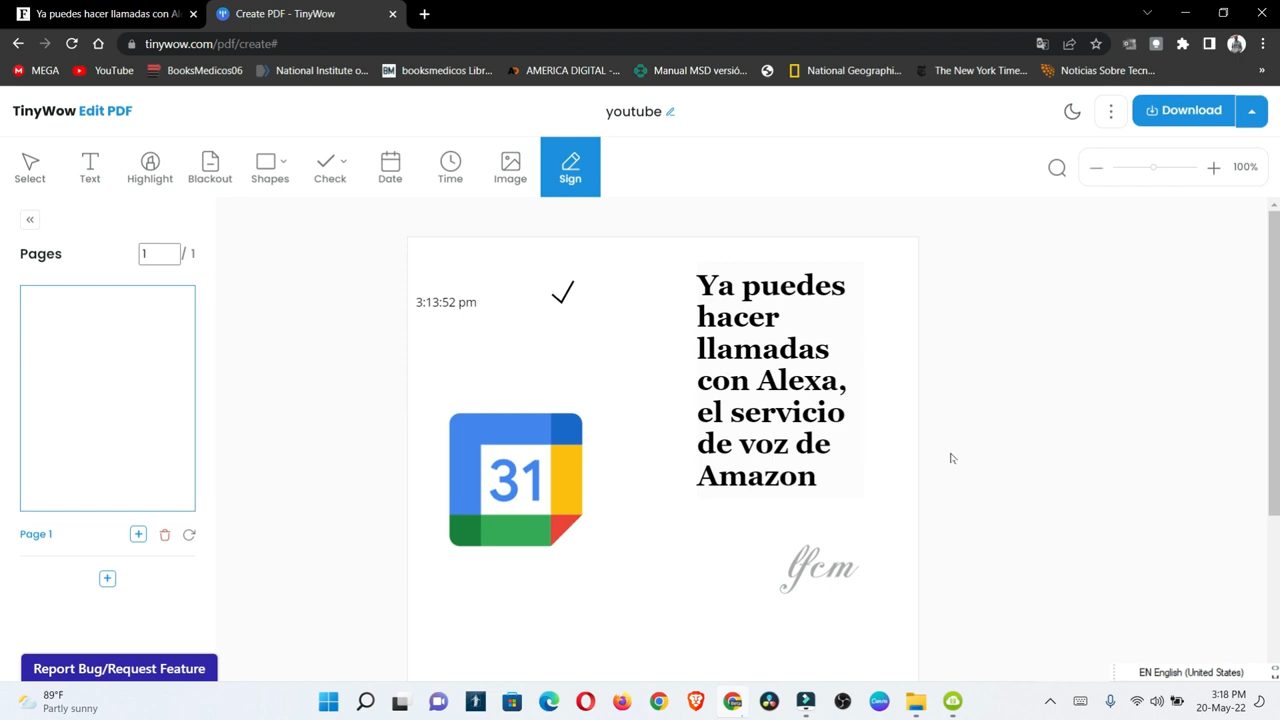 Ya puedes hacer llamadas con Al
Create PDF - TinyWow
tinywow.com/pdf/create#
MEGA
YouTube
BooksMedicos06
National Institute o...
booksmedicos Libr...
AMERICA DIGITAL -...
Manual MSD versió...
National Geographi...
The New York Time...
Noticias Sobre Tecn...
»
TinyWow Edit PDF
youtube
Download
Select
Text
Highlight
Blackout
Shapes
Check
Date
Time
Image
Sign
100%
«
Pages
1 / 1
3:13:52 pm
Ya puedes
hacer
llamadas
con Alexa,
el servicio
de voz de
Amazon
31
lfcm
Page 1
Report Bug/Request Feature
EN English (United States)
89°F
Partly sunny
3:18 PM
20-May-22